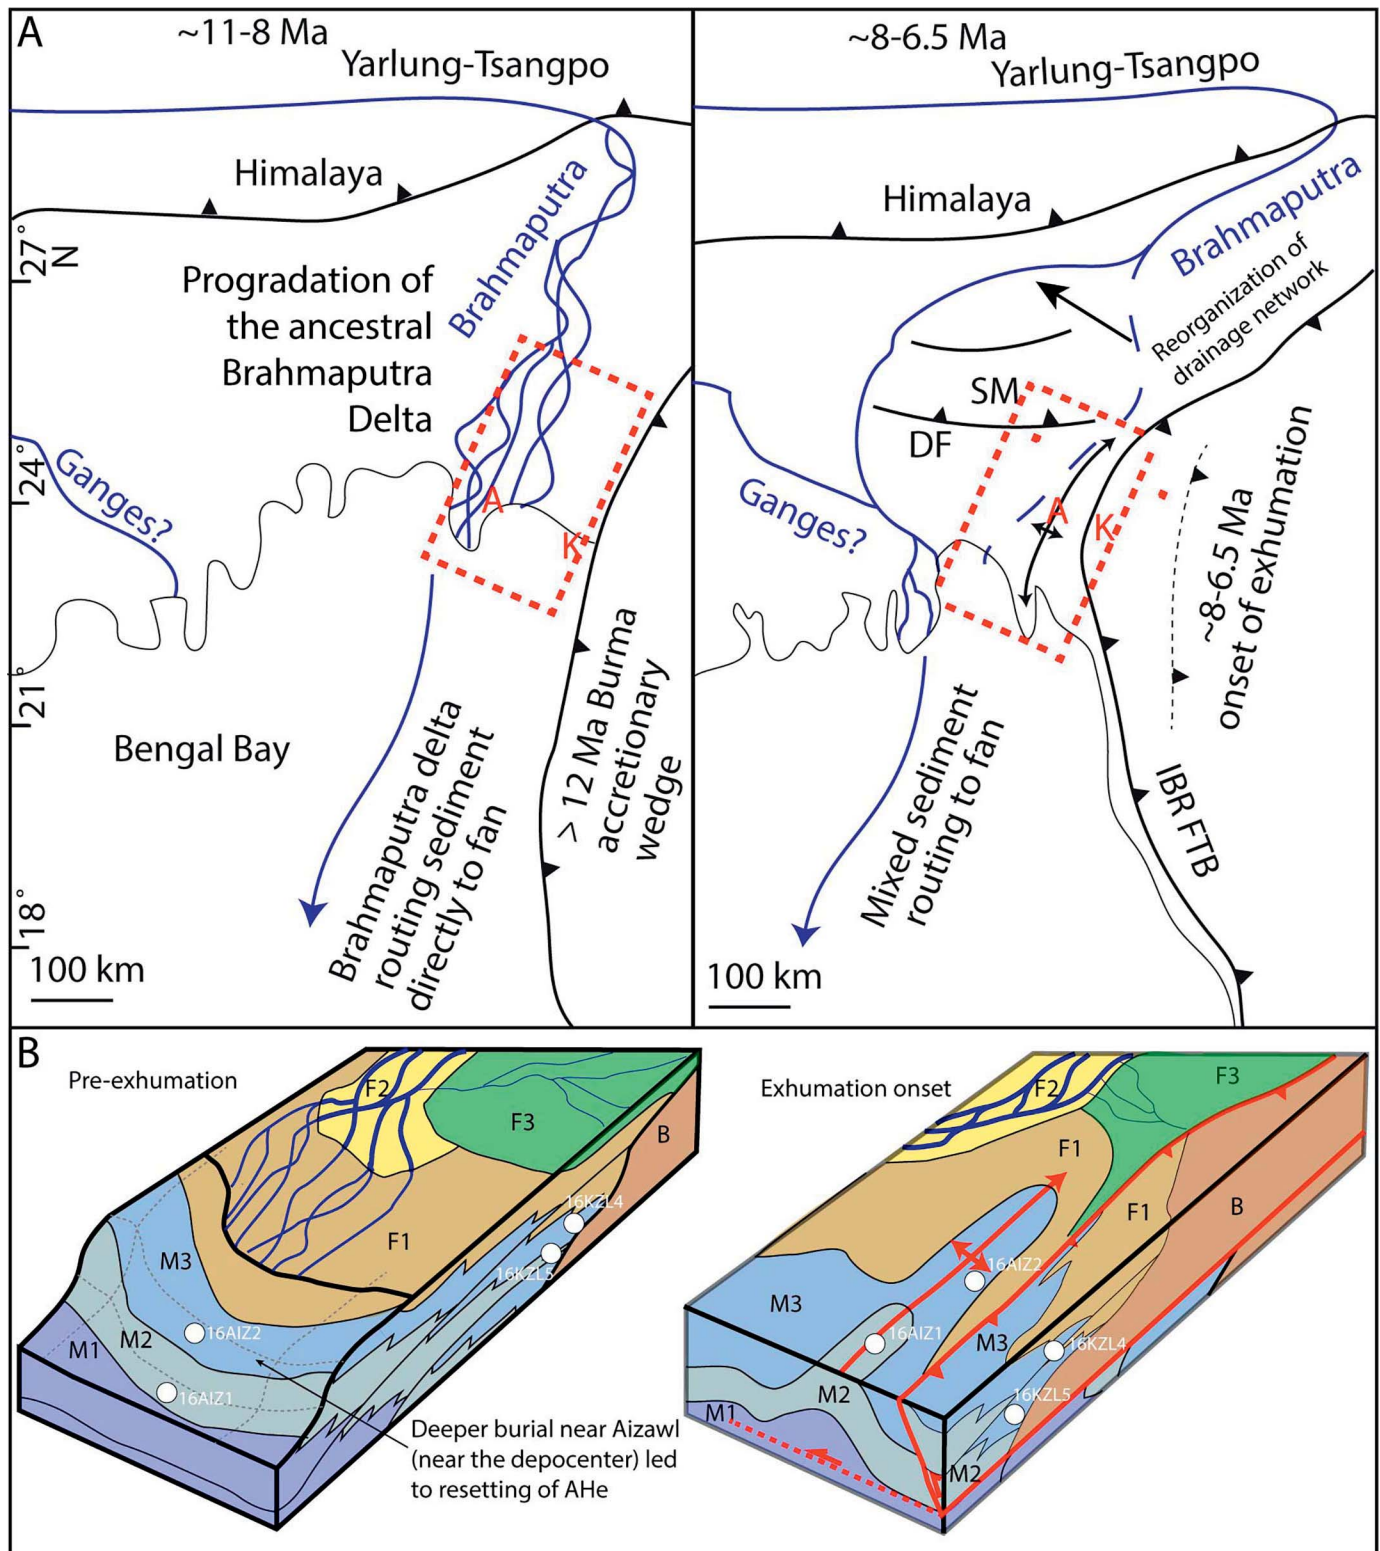 A
~11-8 Ma
Yarlung-Tsangpo
Himalaya
Brahmaputra
27°
N
Progradation of
the ancestral
Brahmaputra
Delta
24°
Ganges?
A
K
21°
Bengal Bay
Brahmaputra delta
routing sediment
directly to fan
> 12 Ma Burma
accretionary
wedge
18°
100 km
~8-6.5 Ma
Yarlung-Tsangpo
Himalaya
Brahmaputra
Reorganization of
drainage network
SM
DF
Ganges?
A
K
~8-6.5 Ma
onset of exhumation
Mixed sediment
routing to fan
IBR FTB
100 km
B
Pre-exhumation
F2
F3
B
F1
16KZL4
16KZL5
M3
M2
M1
16AIZ2
16AIZ1
Deeper burial near Aizawl
(near the depocenter) led
to resetting of AHe
Exhumation onset
F2
F3
F1
F1
B
16AIZ2
M3
16AIZ1
M3
16KZL4
M2
16KZL5
M1
M2